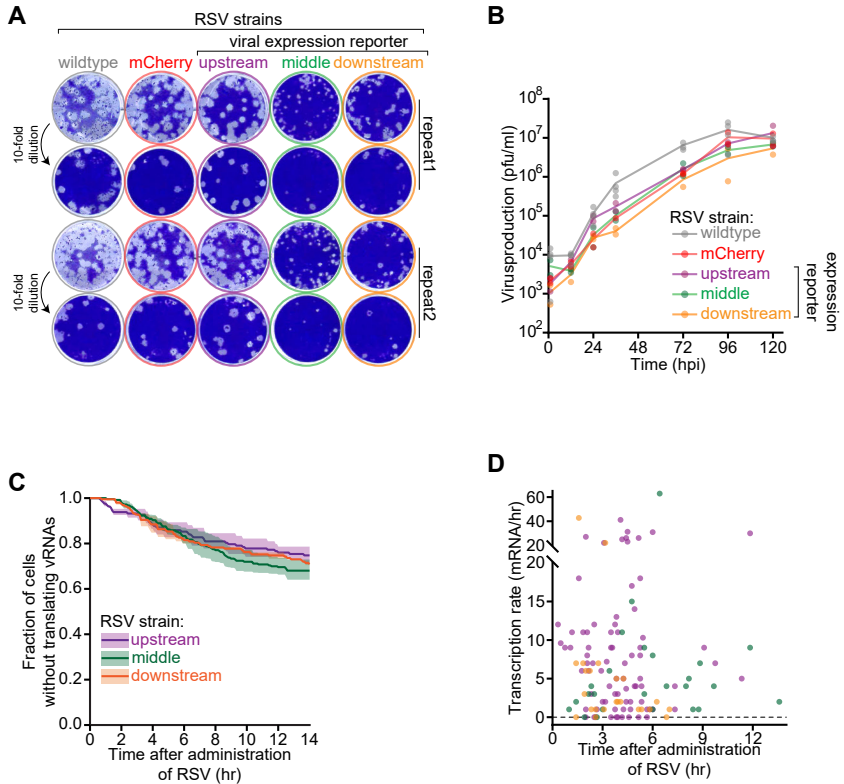 A
RSV strains
viral expression reporter
wildtype mCherry upstream middle downstream
10-fold
dilution
repeat1
10-fold
dilution
repeat2
B
Virusproduction (pfu/ml)
10^8
10^7
10^6
10^5
10^4
10^3
10^2
0 24 48 72 96 120
Time (hpi)
RSV strain:
wildtype
mCherry
upstream
middle
downstream
expression
reporter
C
Fraction of cells
without translating vRNAs
1.0
0.8
0.6
0.4
0.2
0.0
RSV strain:
upstream
middle
downstream
0 2 4 6 8 10 12 14
Time after administration
of RSV (hr)
D
Transcription rate (mRNA/hr)
60
40
20
20
15
10
5
0
0 3 6 9 12
Time after administration
of RSV (hr)